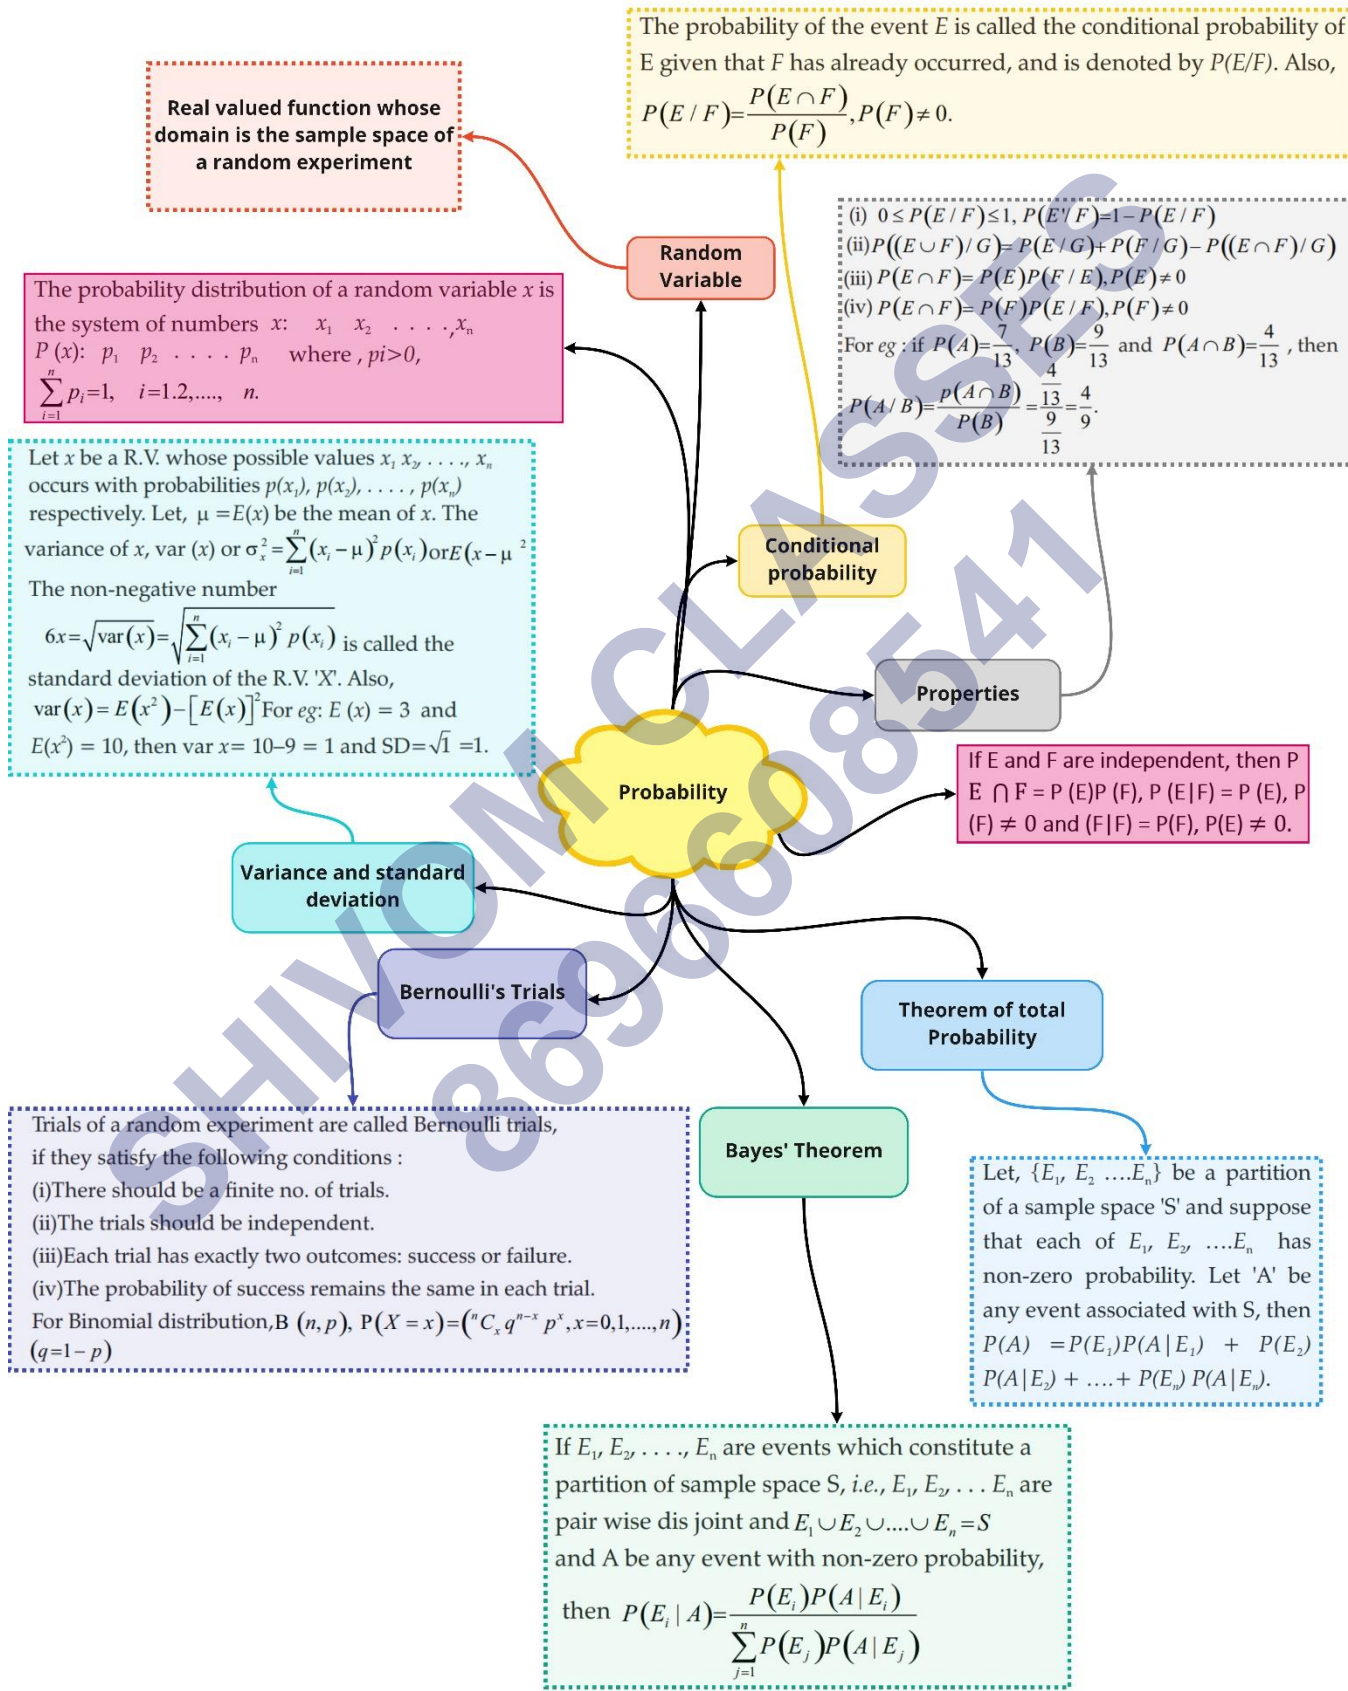 The probability of the event E is called the conditional probability of
E given that F has already occurred, and is denoted by P(E/F). Also,
P(E / F)= P(E ∩ F) / P(F), P(F) ≠ 0.
Real valued function whose
domain is the sample space of
a random experiment
(i) 0 ≤ P(E / F) ≤ 1, P(E'/ F)=1 − P(E / F)
(ii) P((E ∪ F) / G)= P(E / G)+ P(F / G)− P((E ∩ F) / G)
(iii) P(E ∩ F)= P(E)P(F / E), P(E) ≠ 0
(iv) P(E ∩ F)= P(F)P(E / F), P(F) ≠ 0
For eg : if P(A)= 7/13, P(B)= 9/13 and P(A ∩ B)= 4/13 , then
P(A / B)= p(A ∩ B) / P(B) = (4/13) / (9/13) = 4/9.
Random
Variable
The probability distribution of a random variable x is
the system of numbers x: x₁ x₂ . . . . , xₙ
P (x): p₁ p₂ . . . . pₙ where , pi>0,
∑ᵢ₌₁ⁿ pᵢ=1, i=1.2,...., n.
Let x be a R.V. whose possible values x₁ x₂, . . . ., xₙ
occurs with probabilities p(x₁), p(x₂), . . . . , p(xₙ)
respectively. Let, μ = E(x) be the mean of x. The
variance of x, var (x) or σₓ² = ∑ᵢ₌₁ⁿ (xᵢ − μ)² p(xᵢ) or E(x − μ ²
The non-negative number
6x = √var(x) = √∑ᵢ₌₁ⁿ (xᵢ − μ)² p(xᵢ) is called the
standard deviation of the R.V. 'X'. Also,
var(x) = E(x²) − [E(x)]² For eg: E (x) = 3 and
E(x²) = 10, then var x= 10–9 = 1 and SD=√1 =1.
Conditional
probability
Properties
Probability
If E and F are independent, then P
E ∩ F = P (E)P (F), P (E|F) = P (E), P
(F) ≠ 0 and (F|F) = P(F), P(E) ≠ 0.
Variance and standard
deviation
Bernoulli's Trials
Theorem of total
Probability
Bayes' Theorem
Trials of a random experiment are called Bernoulli trials,
if they satisfy the following conditions :
(i)There should be a finite no. of trials.
(ii)The trials should be independent.
(iii)Each trial has exactly two outcomes: success or failure.
(iv)The probability of success remains the same in each trial.
For Binomial distribution,B (n, p), P(X = x)=(ⁿCₓ qⁿ⁻ˣ pˣ, x=0,1,....,n)
(q=1 − p)
Let, {E₁, E₂ ....Eₙ} be a partition
of a sample space 'S' and suppose
that each of E₁, E₂, ....Eₙ has
non-zero probability. Let 'A' be
any event associated with S, then
P(A) =P(E₁)P(A|E₁) + P(E₂)
P(A|E₂) + ....+ P(Eₙ) P(A|Eₙ).
If E₁, E₂, . . . ., Eₙ are events which constitute a
partition of sample space S, i.e., E₁, E₂, . . . Eₙ are
pair wise dis joint and E₁ ∪ E₂ ∪ .... ∪ Eₙ = S
and A be any event with non-zero probability,
then P(Eᵢ | A)= P(Eᵢ)P(A | Eᵢ) / ∑ⱼ₌₁ⁿ P(Eⱼ)P(A | Eⱼ)
SHIVOM CLASSES
8696608541